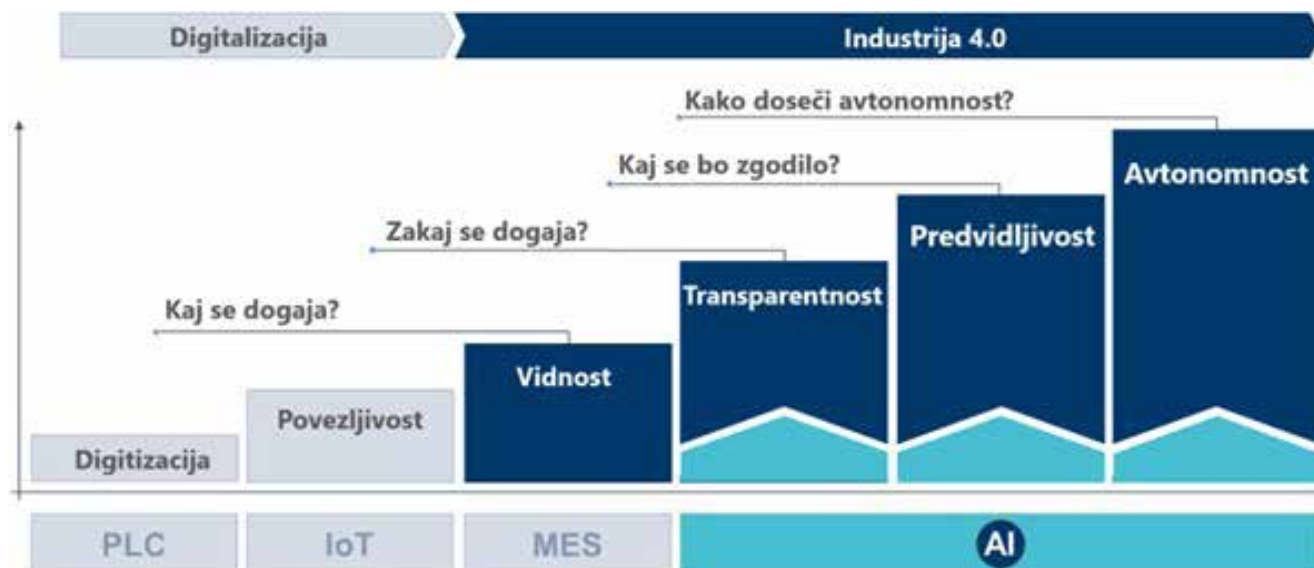 Digitalizacija
Industrija 4.0
Kako doseči avtonomnost?
Avtonomnost
Kaj se bo zgodilo?
Predvidljivost
Zakaj se dogaja?
Transparentnost
Kaj se dogaja?
Vidnost
Povezljivost
Digitizacija
PLC
IoT
MES
AI